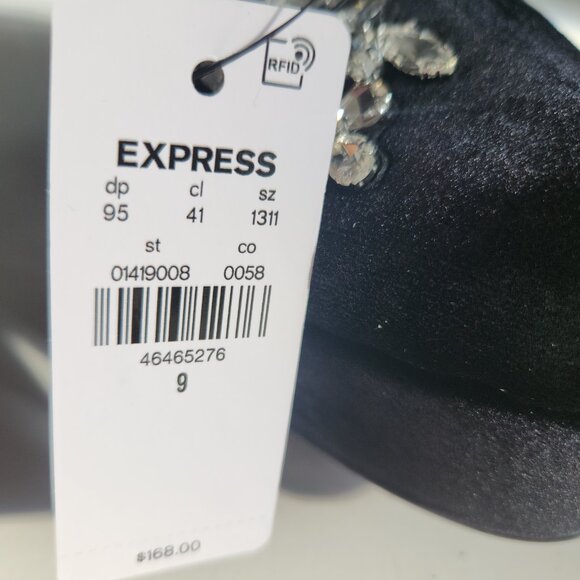 RFID
EXPRESS
dp cl sz
95 41 1311
st co
01419008 0058
46465276
9
$168.00